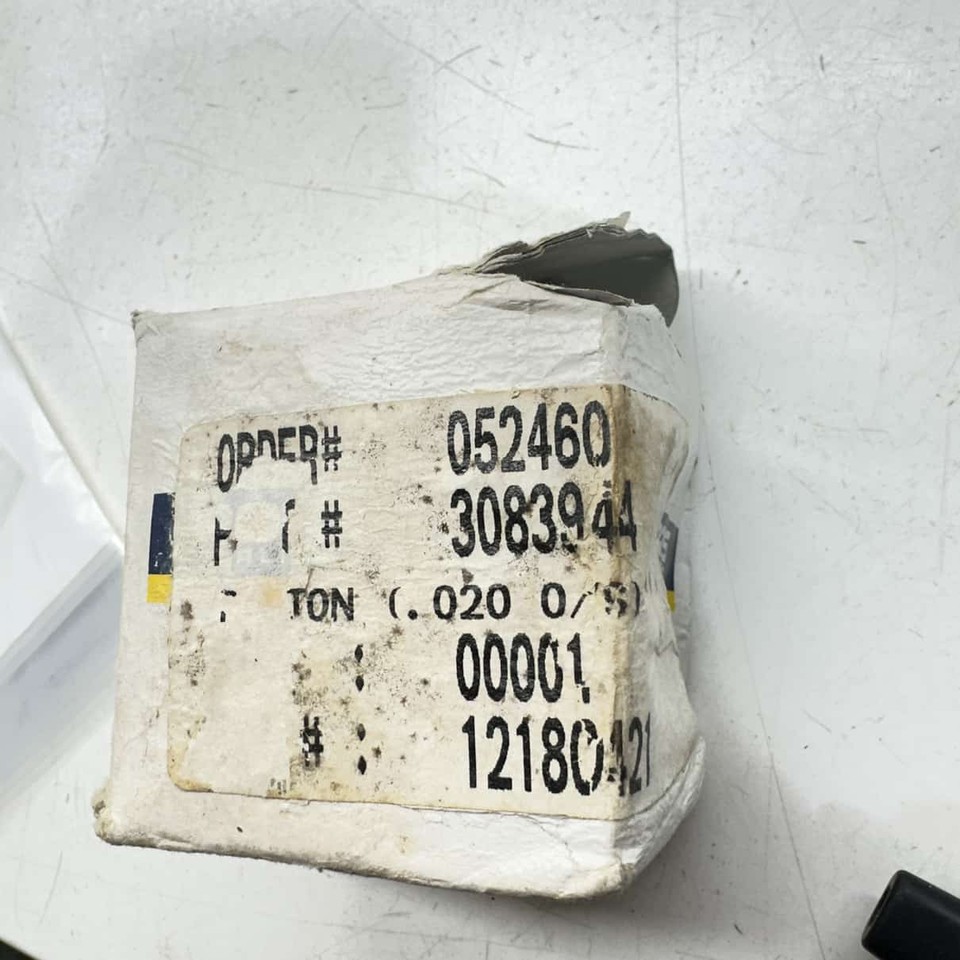 ORDER# 052460
# 3083944
TON (.020 O/S)
: 00001
# : 12180421